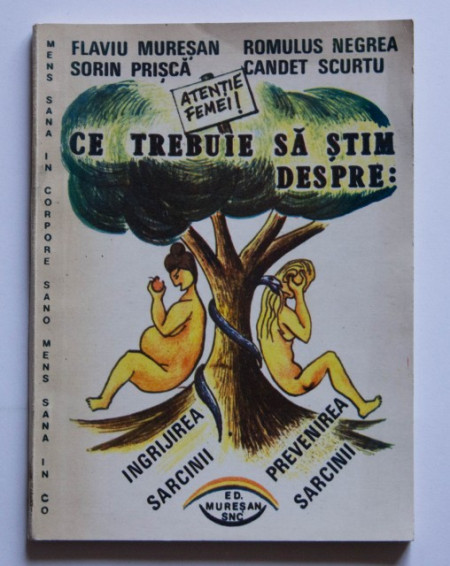 FLAVIU MUREȘAN
SORIN PRIȘCĂ
ROMULUS NEGREA
CANDET SCURTU
ATENȚIE
FEMEI!
CE TREBUIE SĂ ȘTIM
DESPRE:
INGRIJIREA
SARCINII
PREVENIREA
SARCINII
ED.
MUREȘAN
SNC
MENS SANA IN CORPORE SANO MENS SANA IN CO